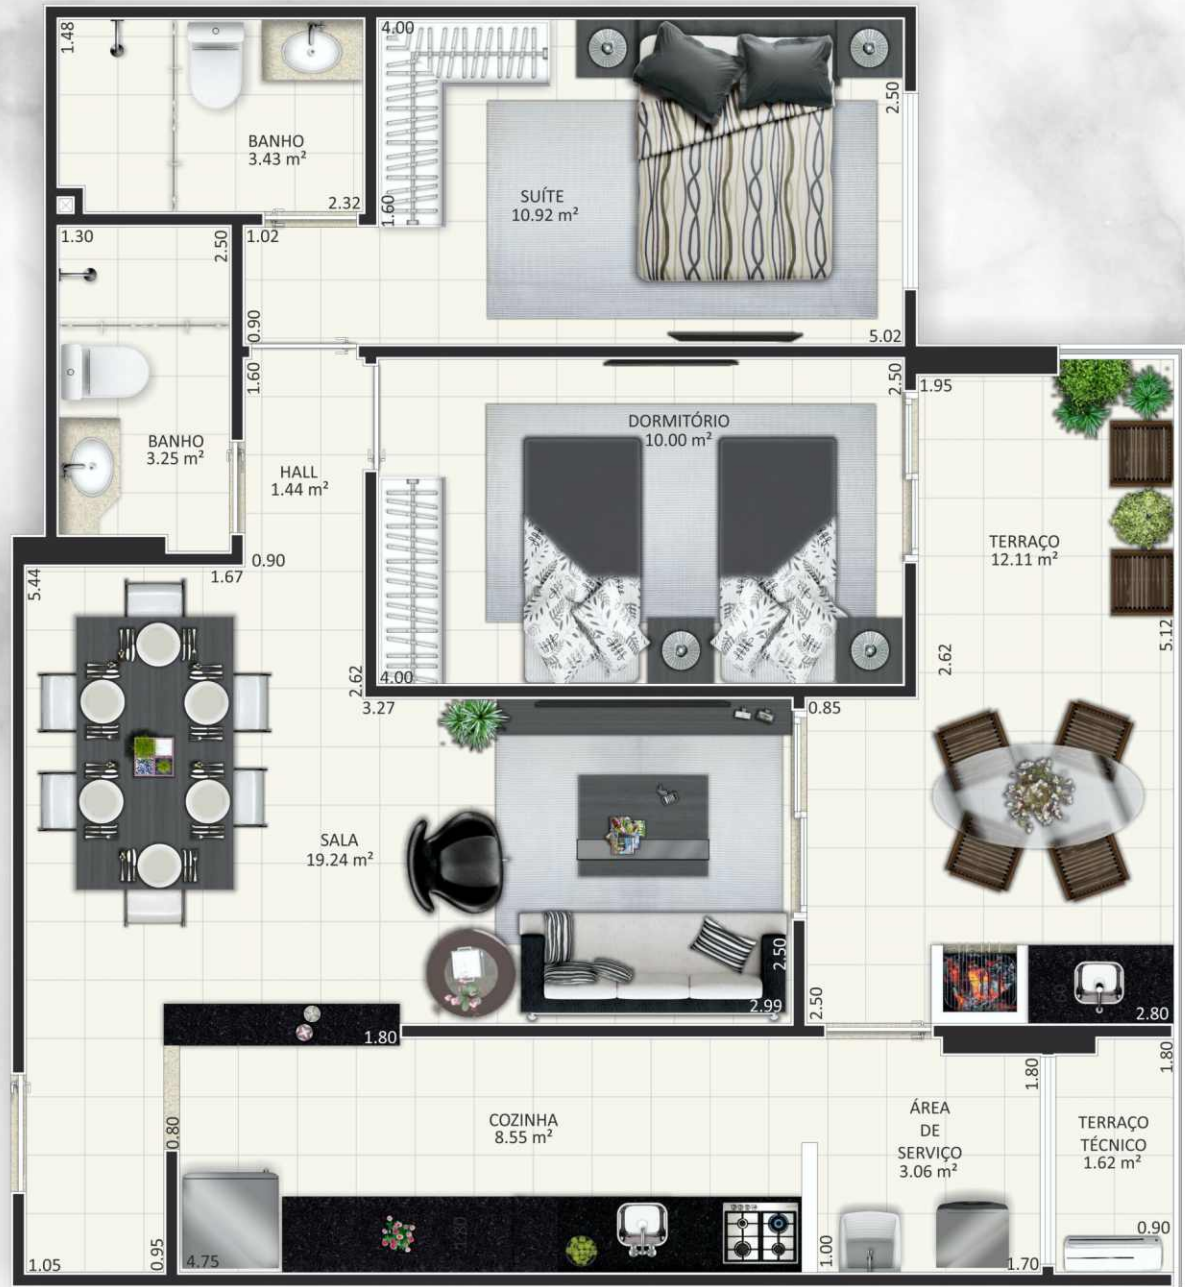 1.48
4.00
2.50
BANHO
3.43 m²
SUÍTE
10.92 m²
2.32
1.60
1.30
2.50
1.02
0.90
5.02
1.60
2.50
1.95
DORMITÓRIO
10.00 m²
BANHO
3.25 m²
HALL
1.44 m²
TERRAÇO
12.11 m²
0.90
5.44
1.67
5.12
2.62
2.62
4.00
3.27
0.85
SALA
19.24 m²
2.50
2.99
2.50
2.80
1.80
1.80
1.80
COZINHA
8.55 m²
ÁREA
DE
SERVIÇO
3.06 m²
TERRAÇO
TÉCNICO
1.62 m²
0.80
0.95
1.05
4.75
1.00
1.70
0.90